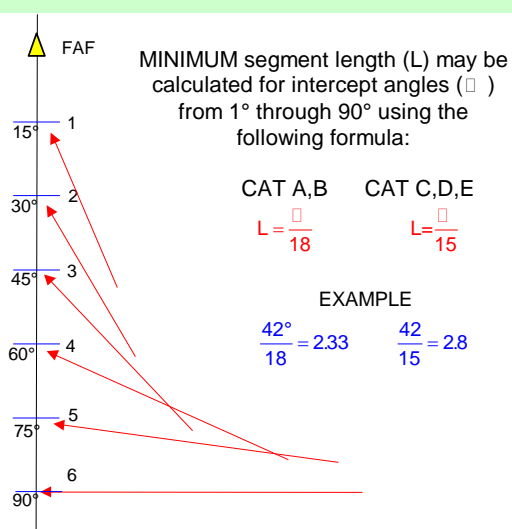 FAF
MINIMUM segment length (L) may be
calculated for intercept angles (□ )
from 1° through 90° using the
following formula:
CAT A,B CAT C,D,E
L = □/18 L=□/15
EXAMPLE
42°/18 = 2.33 42/15 = 2.8
15° 1
30° 2
45° 3
60° 4
75° 5
90° 6